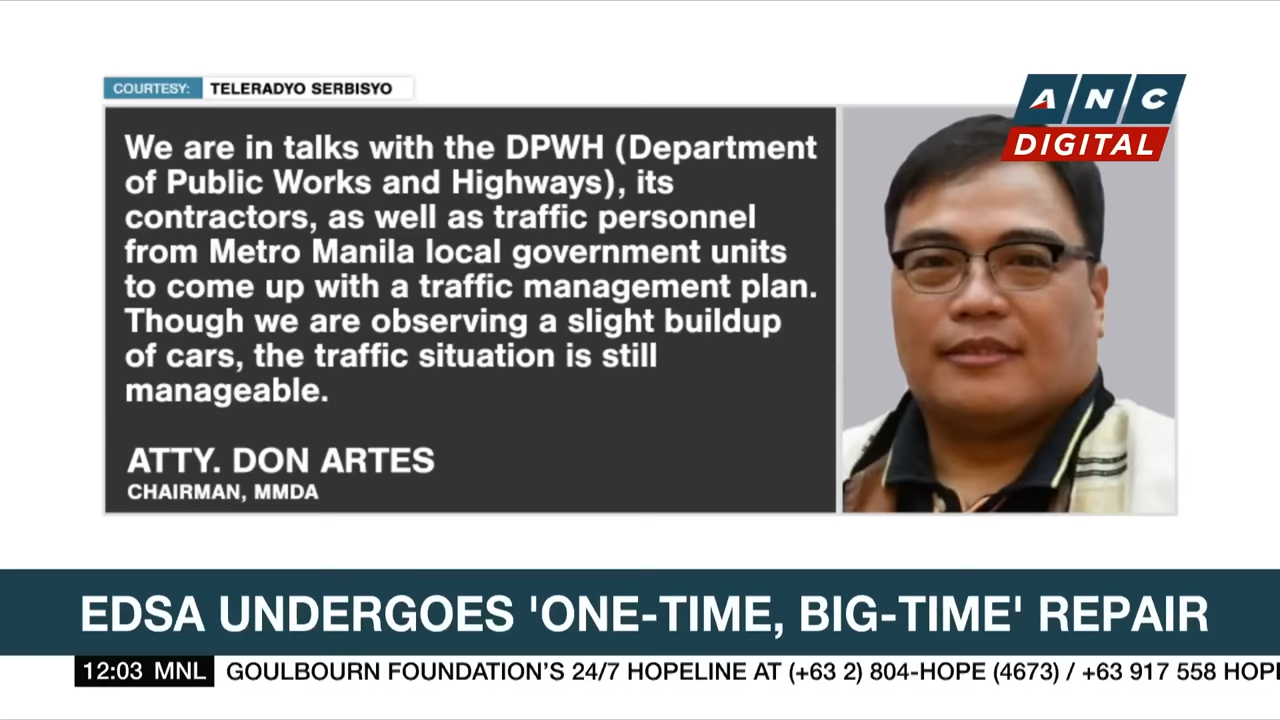 COURTESY: TELERADYO SERBISYO
ANC
DIGITAL
We are in talks with the DPWH (Department
of Public Works and Highways), its
contractors, as well as traffic personnel
from Metro Manila local government units
to come up with a traffic management plan.
Though we are observing a slight buildup
of cars, the traffic situation is still
manageable.
ATTY. DON ARTES
CHAIRMAN, MMDA
EDSA UNDERGOES 'ONE-TIME, BIG-TIME' REPAIR
12:03 MNL GOULBOURN FOUNDATION'S 24/7 HOPELINE AT (+63 2) 804-HOPE (4673) / +63 917 558 HOP